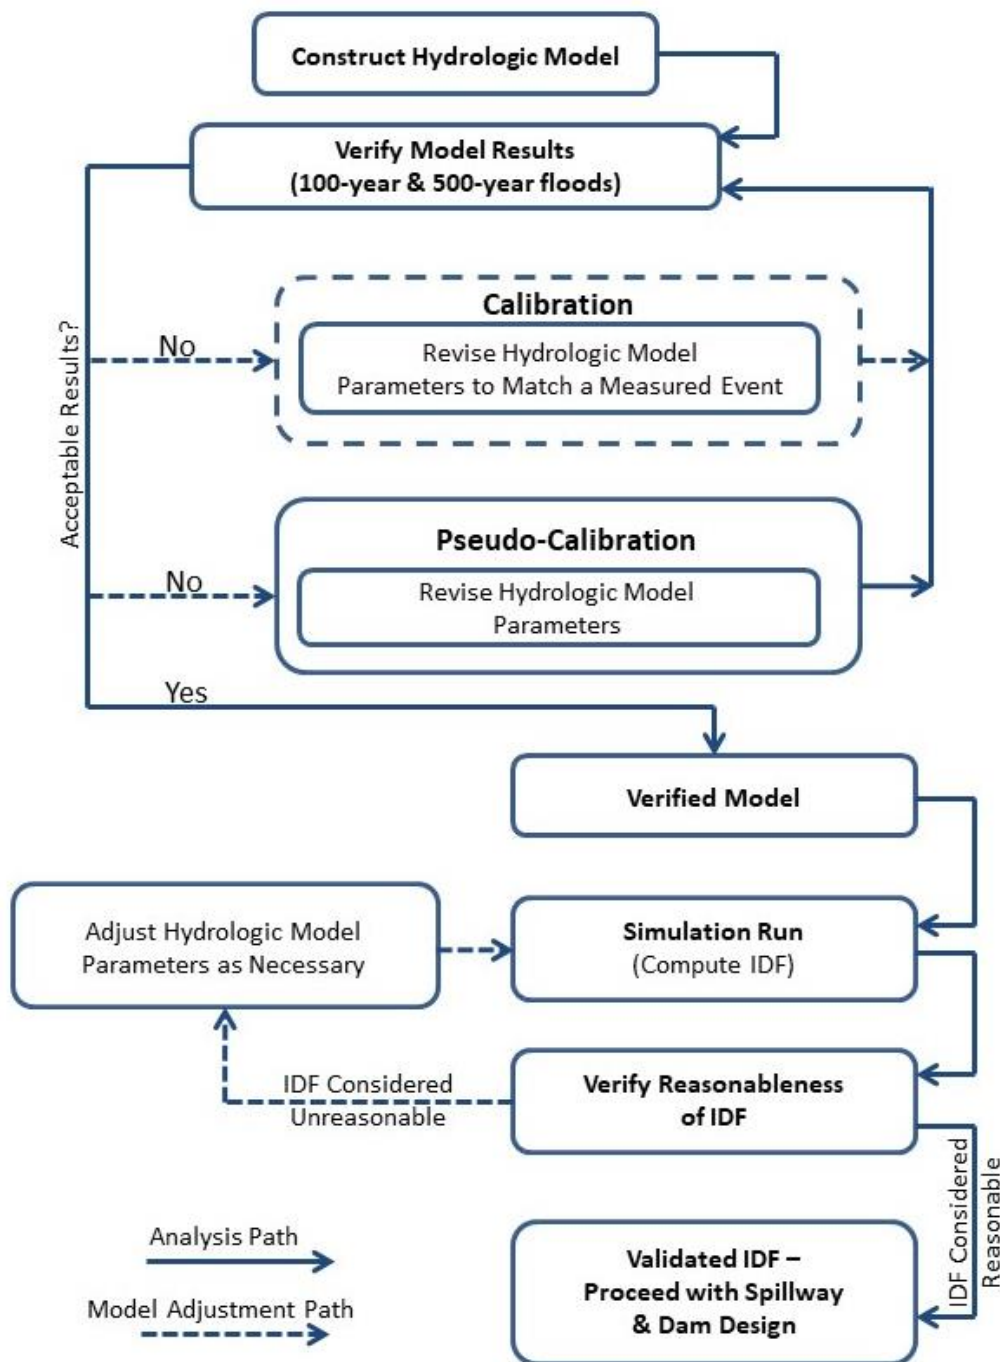 Construct Hydrologic Model
Verify Model Results
(100-year & 500-year floods)
Acceptable Results?
No
Calibration
Revise Hydrologic Model
Parameters to Match a Measured Event
No
Pseudo-Calibration
Revise Hydrologic Model
Parameters
Yes
Verified Model
Adjust Hydrologic Model
Parameters as Necessary
Simulation Run
(Compute IDF)
IDF Considered
Unreasonable
Verify Reasonableness
of IDF
IDF Considered
Reasonable
Analysis Path
Model Adjustment Path
Validated IDF –
Proceed with Spillway
& Dam Design